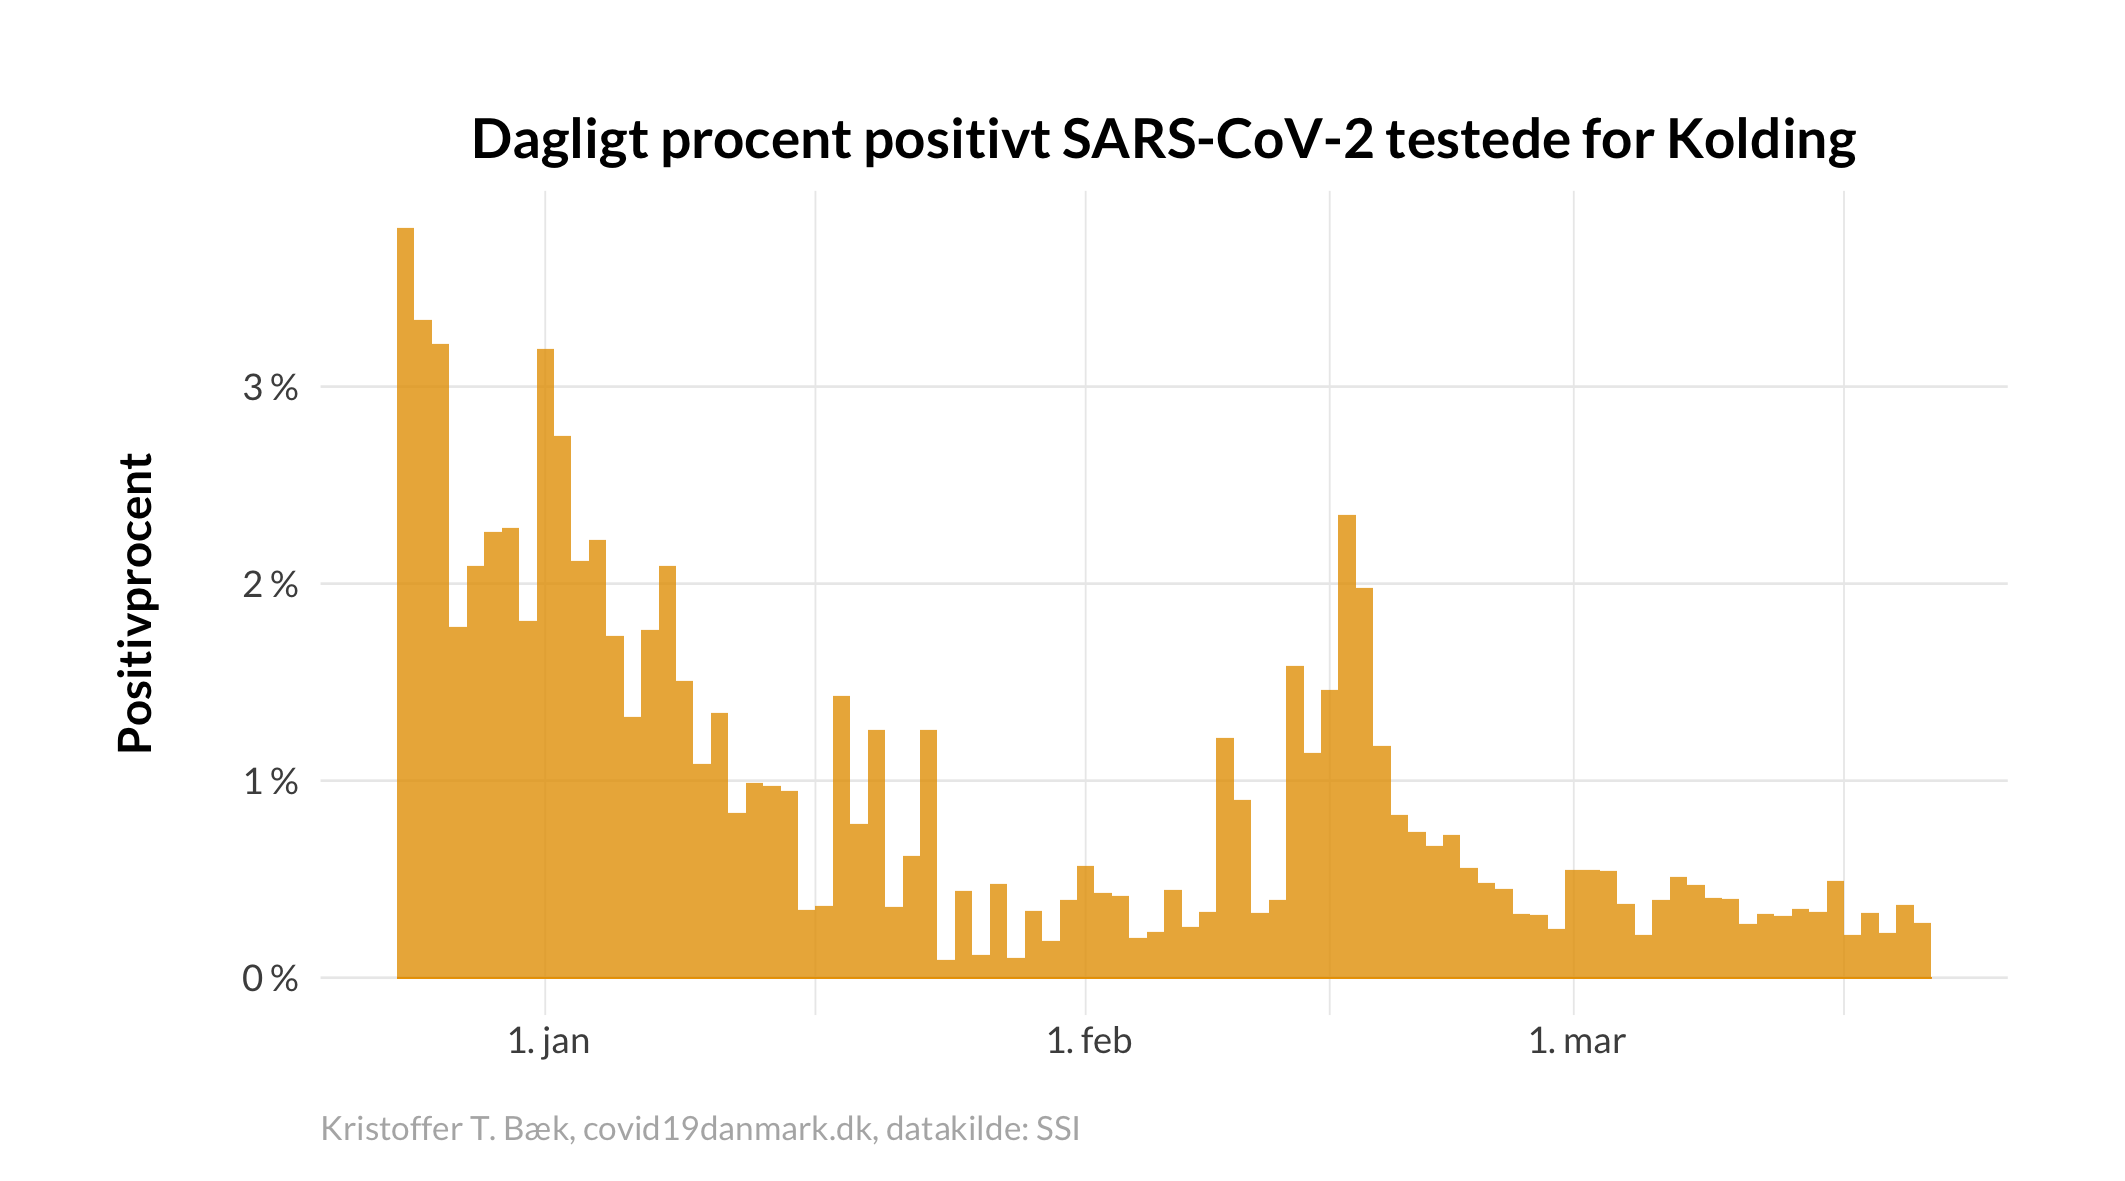 Dagligt procent positivt SARS-CoV-2 testede for Kolding
Positivprocent
3 %
2 %
1 %
0 %
1. jan
1. feb
1. mar
Kristoffer T. Bæk, covid19danmark.dk, datakilde: SSI